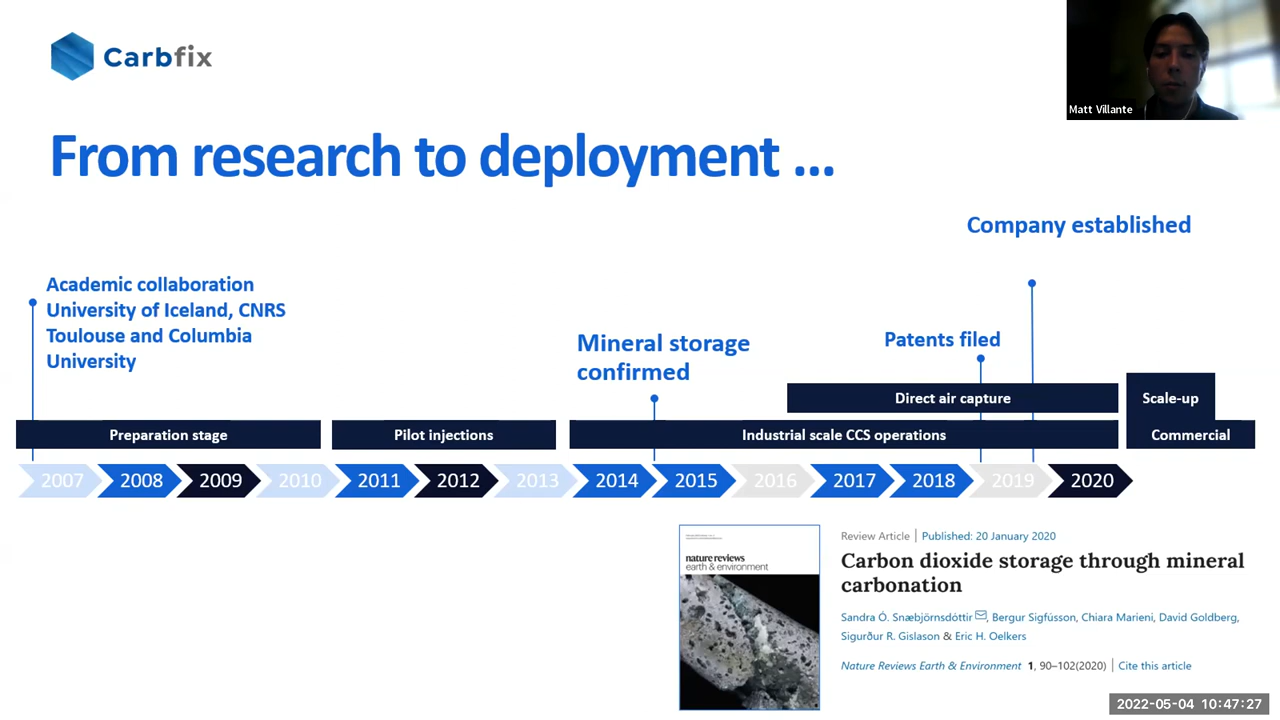 Carbfix
Matt Villante
From research to deployment ...
Company established
Academic collaboration
University of Iceland, CNRS
Toulouse and Columbia
University
Mineral storage
confirmed
Patents filed
Direct air capture
Scale-up
Preparation stage
Pilot injections
Industrial scale CCS operations
Commercial
2007 2008 2009 2010 2011 2012 2013 2014 2015 2016 2017 2018 2019 2020
nature reviews
earth & environment
Review Article | Published: 20 January 2020
Carbon dioxide storage through mineral
carbonation
Sandra Ó. Snæbjörnsdóttir, Bergur Sigfússon, Chiara Marieni, David Goldberg,
Sigurður R. Gislason & Eric H. Oelkers
Nature Reviews Earth & Environment 1, 90–102(2020) | Cite this article
2022-05-04 10:47:27